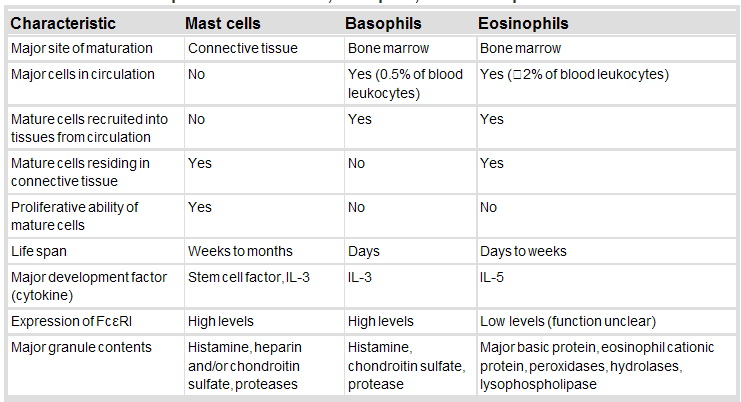 Characteristic Mast cells Basophils Eosinophils
Major site of maturation Connective tissue Bone marrow Bone marrow
Major cells in circulation No Yes (0.5% of blood leukocytes) Yes (□2% of blood leukocytes)
Mature cells recruited into tissues from circulation No Yes Yes
Mature cells residing in connective tissue Yes No Yes
Proliferative ability of mature cells Yes No No
Life span Weeks to months Days Days to weeks
Major development factor (cytokine) Stem cell factor, IL-3 IL-3 IL-5
Expression of FcεRI High levels High levels Low levels (function unclear)
Major granule contents Histamine, heparin and/or chondroitin sulfate, proteases Histamine, chondroitin sulfate, protease Major basic protein, eosinophil cationic protein, peroxidases, hydrolases, lysophospholipase